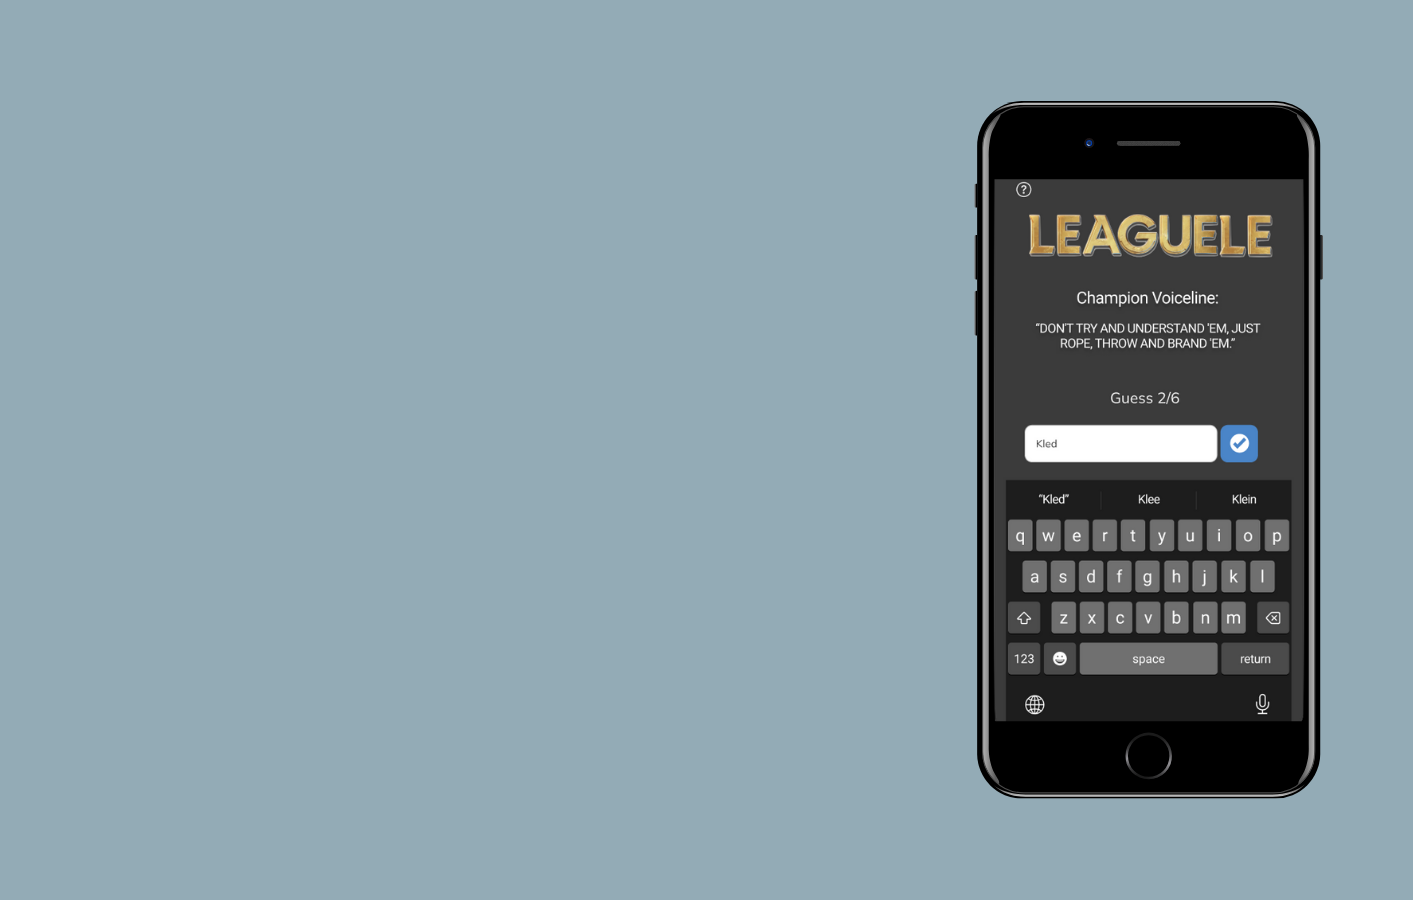 ?
LEAGUELE
Champion Voiceline:
“DON'T TRY AND UNDERSTAND 'EM, JUST
ROPE, THROW AND BRAND 'EM.”
Guess 2/6
Kled
“Kled” Klee Klein
q w e r t y u i o p
a s d f g h j k l
z x c v b n m
123 space return